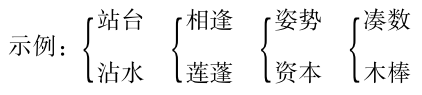 站台 相逢 姿势 凑数
示例：
沾水 莲蓬 资本 木棒